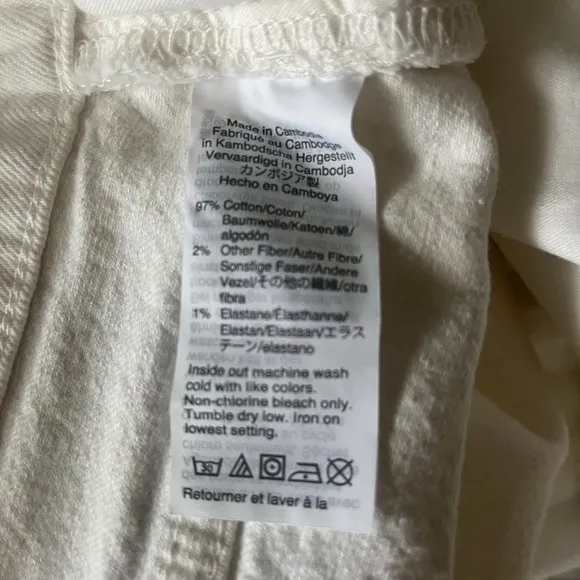 Made in Cambodia
Fabriqué au Cambodge
in Kambodscha Hergestellt
Vervaardigd in Cambodja
カンボジア製
Hecho en Camboya
97% Cotton/Coton/
Baumwolle/Katoen/綿/
algodón
2% Other Fiber/Autre Fibre/
Sonstige Faser/Andere
Vezel/その他の繊維/otra
fibra
1% Elastane/Élasthanne/
Elastan/Elastaan/エラス
テーン/elastano
Inside out machine wash
cold with like colors.
Non-chlorine bleach only.
Tumble dry low. Iron on
lowest setting.
30
Retourner et laver à la